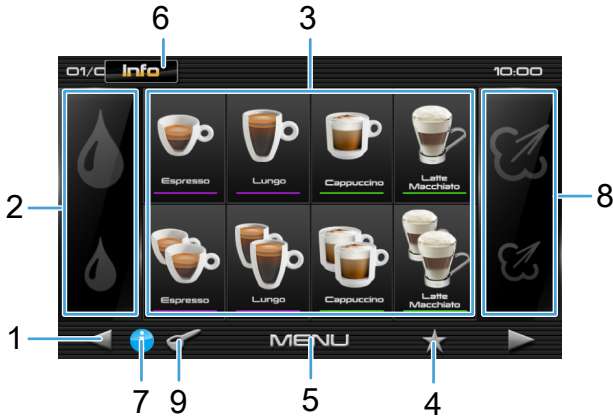 6 3
01/0 Info 10:00
2 8
Espresso Lungo Cappuccino Latte
Macchiato
Espresso Lungo Cappuccino Latte
Macchiato
1 MENU
7 9 5 4